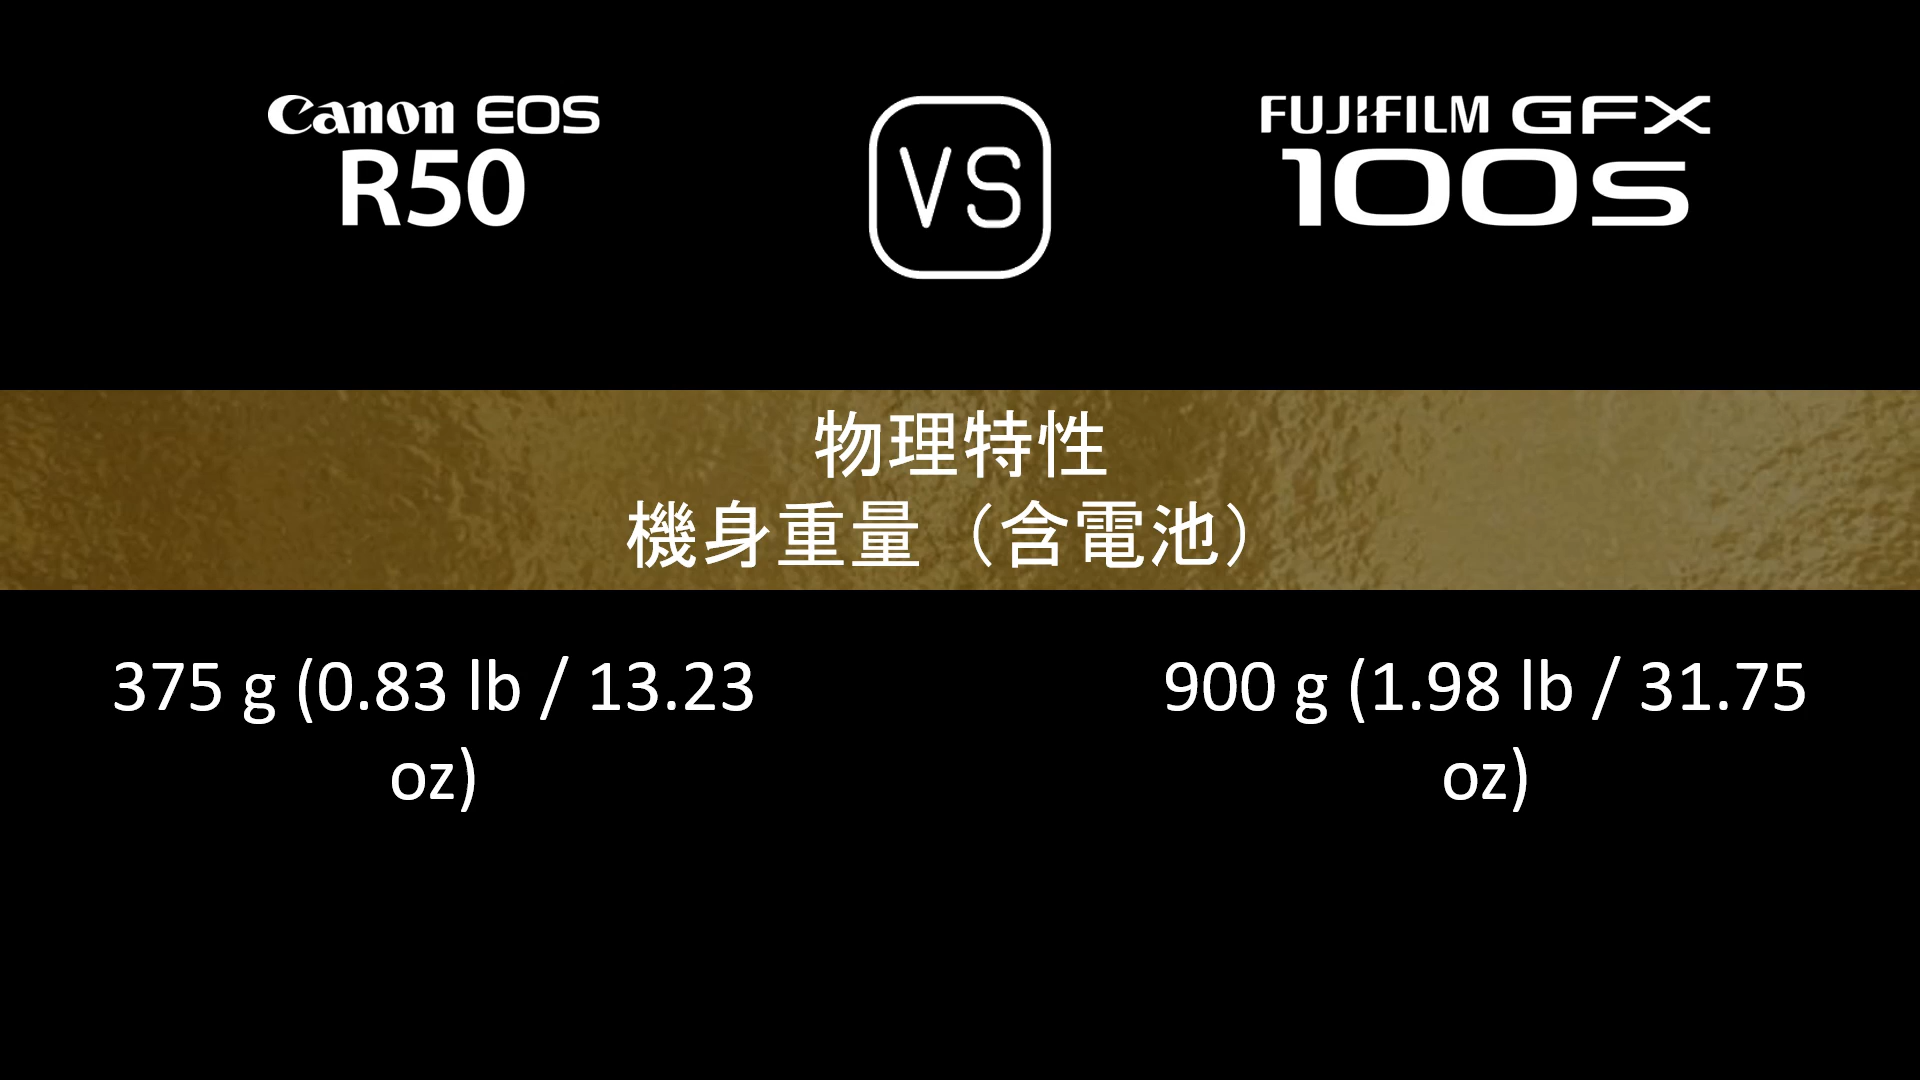 Canon EOS
R50
VS
FUJIFILM GFX
100S
物理特性
機身重量（含電池）
375 g (0.83 lb / 13.23
oz)
900 g (1.98 lb / 31.75
oz)